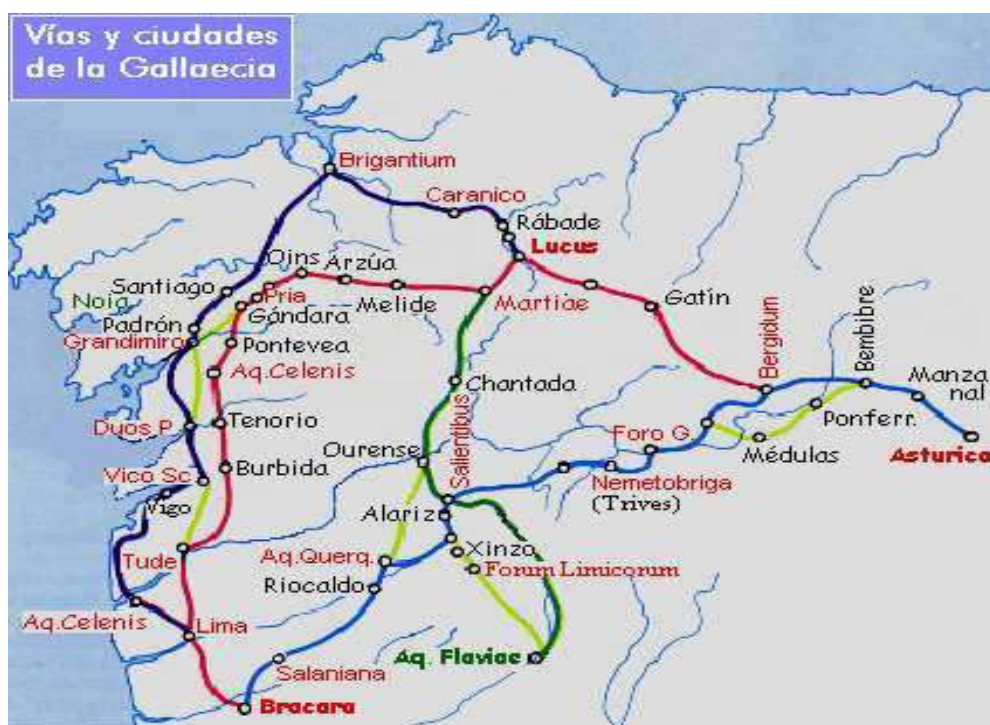 Vías y ciudades
de la Gallaecia
Brigantium
Caranico
Rábade
Lucus
Oins
Arzúa
Santiago
Noia
Pria
Melide
Martiae
Gatín
Gándara
Padrón
Grandimiro
Pontevea
Aq.Celenis
Bergidum
Bembibre
Chantada
Manza
nal
Tenorio
Duos P
Salientibus
Foro G
Ponferr.
Ourense
Médulas
Asturica
Burbida
Vico Sc
Nemetobriga
(Trives)
Vigo
Alariz
Xinzo
Tude
Aq.Querq.
Forum Limicorum
Riocaldo
Aq.Celenis
Lima
Salaniana
Aq. Flaviae
Bracara